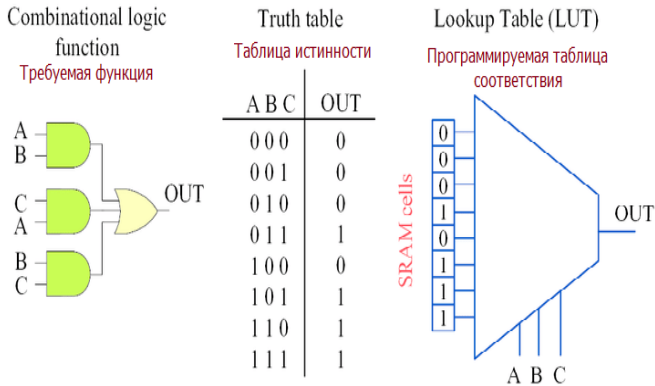 Combinational logic
function
Требуемая функция
A
B
C
A
B
C
OUT
Truth table
Таблица истинности
A B C OUT
0 0 0 0
0 0 1 0
0 1 0 0
0 1 1 1
1 0 0 0
1 0 1 1
1 1 0 1
1 1 1 1
Lookup Table (LUT)
Программируемая таблица
соответствия
SRAM cells
0
0
0
1
0
1
1
1
OUT
A B C